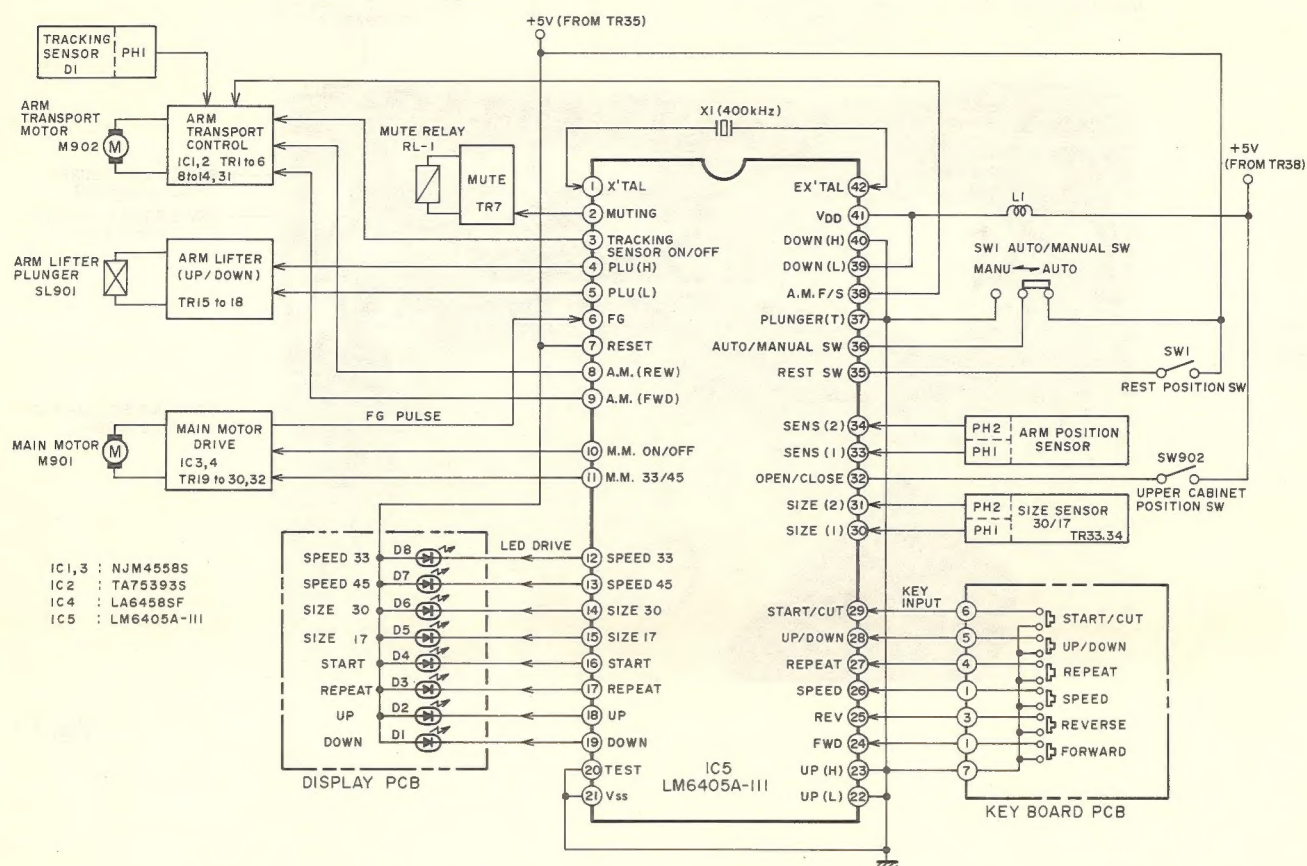 +5V (FROM TR35)
TRACKING
SENSOR
D1
PH1
ARM
TRANSPORT
MOTOR
M902
M
ARM
TRANSPORT
CONTROL
IC1,2 TR1 to 6
8to14,31
MUTE RELAY
RL-1
MUTE
TR7
X1 (400kHz)
+5V
(FROM TR38)
L1
ARM LIFTER
PLUNGER
SL901
ARM LIFTER
(UP/DOWN)
TR15 to 18
SW1 AUTO/MANUAL SW
MANU AUTO
SW1
REST POSITION SW
FG PULSE
MAIN MOTOR
M901
M
MAIN MOTOR
DRIVE
IC3,4
TR19 to 30,32
PH2
PH1
ARM POSITION
SENSOR
SW902
UPPER CABINET
POSITION SW
PH2
PH1
SIZE SENSOR
30/17
TR33.34
1 X'TAL
2 MUTING
3 TRACKING
SENSOR ON/OFF
4 PLU(H)
5 PLU(L)
6 FG
7 RESET
8 A.M.(REW)
9 A.M.(FWD)
10 M.M. ON/OFF
11 M.M. 33/45
12 SPEED 33
13 SPEED 45
14 SIZE 30
15 SIZE 17
16 START
17 REPEAT
18 UP
19 DOWN
20 TEST
21 Vss
EX'TAL 42
VDD 41
DOWN(H) 40
DOWN(L) 39
A.M.F/S 38
PLUNGER(T) 37
AUTO/MANUAL SW 36
REST SW 35
SENS (2) 34
SENS (1) 33
OPEN/CLOSE 32
SIZE (2) 31
SIZE (1) 30
START/CUT 29
UP/DOWN 28
REPEAT 27
SPEED 26
REV 25
FWD 24
UP (H) 23
UP (L) 22
IC5
LM6405A-III
LED DRIVE
SPEED 33 D8
SPEED 45 D7
SIZE 30 D6
SIZE 17 D5
START D4
REPEAT D3
UP D2
DOWN D1
DISPLAY PCB
IC1,3 : NJM4558S
IC2 : TA75393S
IC4 : LA6458SF
IC5 : LM6405A-III
KEY
INPUT
6 START/CUT
5 UP/DOWN
4 REPEAT
1 SPEED
3 REVERSE
1 FORWARD
7
KEY BOARD PCB